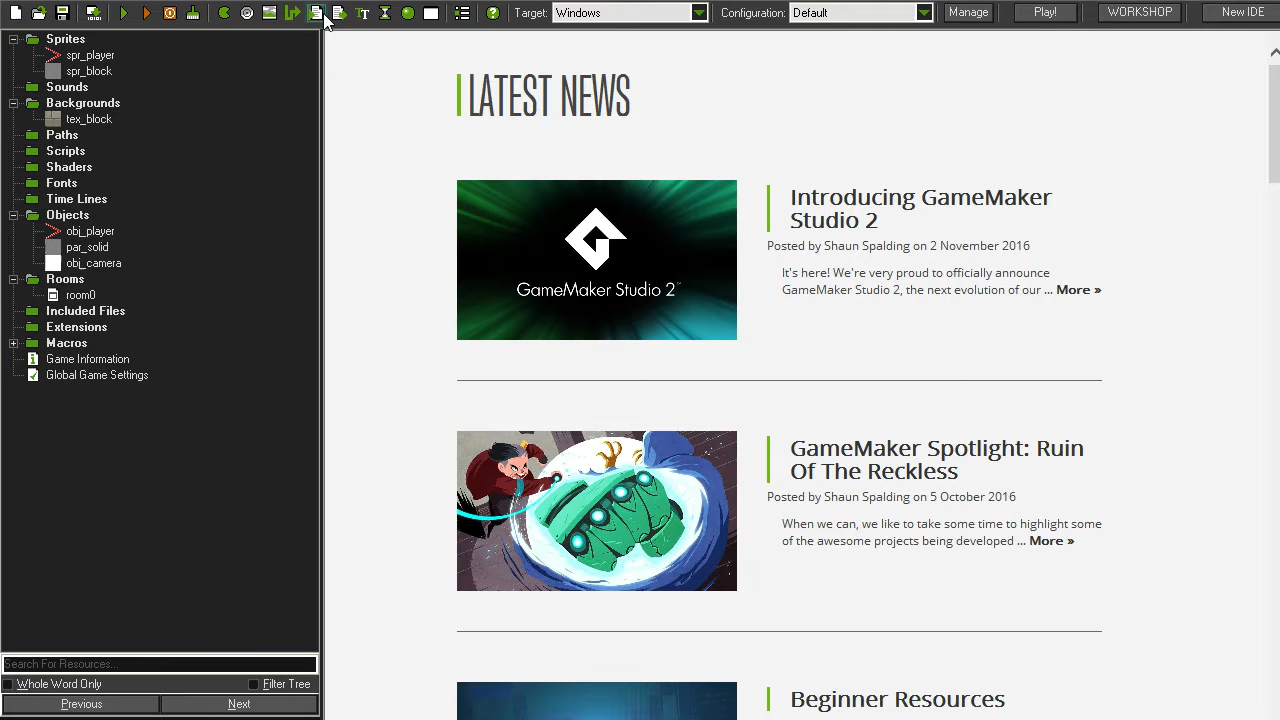 Target: Windows Configuration: Default Manage Play! WORKSHOP New IDE
Sprites
spr_player
spr_block
Sounds
Backgrounds
tex_block
Paths
Scripts
Shaders
Fonts
Time Lines
Objects
obj_player
par_solid
obj_camera
Rooms
room0
Included Files
Extensions
Macros
Game Information
Global Game Settings
Search For Resources...
Whole Word Only Filter Tree
Previous Next
LATEST NEWS
GameMaker Studio 2
Introducing GameMaker
Studio 2
Posted by Shaun Spalding on 2 November 2016
It's here! We're very proud to officially announce
GameMaker Studio 2, the next evolution of our ... More »
GameMaker Spotlight: Ruin
Of The Reckless
Posted by Shaun Spalding on 5 October 2016
When we can, we like to take some time to highlight some
of the awesome projects being developed ... More »
Beginner Resources